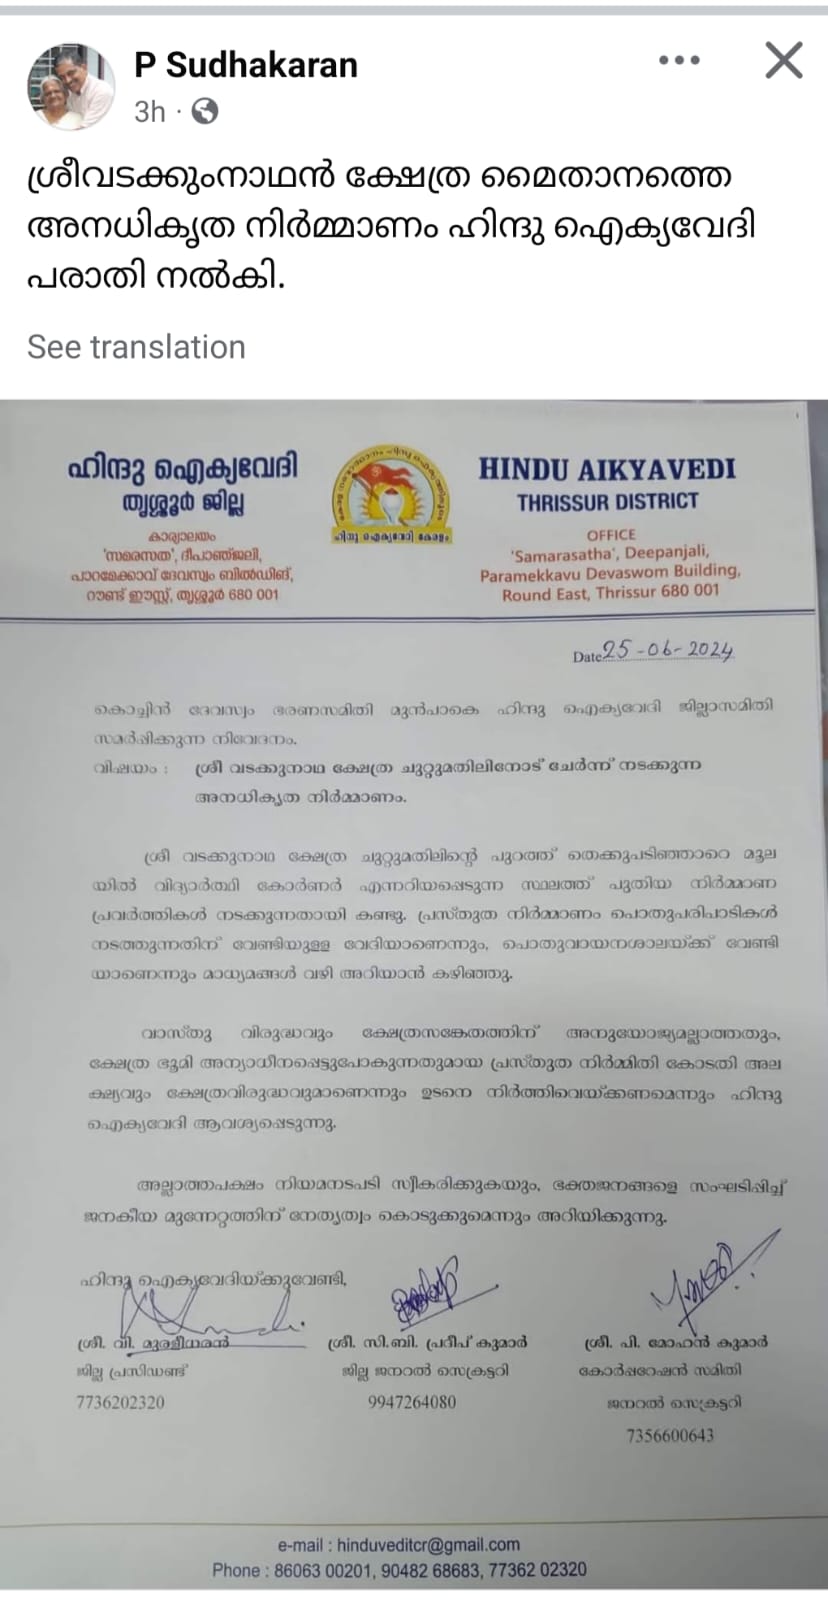 P Sudhakaran
3h ·
ശ്രീവടക്കുംനാഥൻ ക്ഷേത്ര മൈതാനത്തെ
അനധികൃത നിർമ്മാണം ഹിന്ദു ഐക്യവേദി
പരാതി നൽകി.
See translation
ഹിന്ദു ഐക്യവേദി
തൃശ്ശൂർ ജില്ല
കാര്യാലയം
'സമരസത', ദീപാഞ്ജലി,
പാറമേക്കാവ് ദേവസ്വം ബിൽഡിങ്,
റൗണ്ട് ഈസ്റ്റ്, തൃശൂർ 680 001
ഹിന്ദു ഐക്യവേദി കേരളം
HINDU AIKYAVEDI
THRISSUR DISTRICT
OFFICE
'Samarasatha', Deepanjali,
Paramekkavu Devaswom Building,
Round East, Thrissur 680 001
Date 25-06-2024
കൊച്ചിൻ ദേവസ്വം ഭരണസമിതി മുൻപാകെ ഹിന്ദു ഐക്യവേദി ജില്ലാസമിതി
സമർപ്പിക്കുന്ന നിവേദനം.
വിഷയം : ശ്രീ വടക്കുനാഥ ക്ഷേത്ര ചുറ്റുമതിലിനോട് ചേർന്ന് നടക്കുന്ന
അനധികൃത നിർമ്മാണം.
ശ്രീ വടക്കുനാഥ ക്ഷേത്ര ചുറ്റുമതിലിന്റെ പുറത്ത് തെക്കുപടിഞ്ഞാറെ മൂല
യിൽ വിദ്യാർത്ഥി കോർണർ എന്നറിയപ്പെടുന്ന സ്ഥലത്ത് പുതിയ നിർമ്മാണ
പ്രവർത്തികൾ നടക്കുന്നതായി കണ്ടു. പ്രസ്തുത നിർമ്മാണം പൊതുപരിപാടികൾ
നടത്തുന്നതിന് വേണ്ടിയുളള വേദിയാണെന്നും, പൊതുവായനശാലയ്ക്ക് വേണ്ടി
യാണെന്നും മാധ്യമങ്ങൾ വഴി അറിയാൻ കഴിഞ്ഞു.
വാസ്തു വിരുദ്ധവും ക്ഷേത്രസങ്കേതത്തിന് അനുയോജ്യമല്ലാത്തതും,
ക്ഷേത്ര ഭൂമി അന്യാധീനപ്പെട്ടുപോകുന്നതുമായ പ്രസ്തുത നിർമ്മിതി കോടതി അല
ക്ഷ്യവും ക്ഷേത്രവിരുദ്ധവുമാണെന്നും ഉടനെ നിർത്തിവെയ്ക്കണമെന്നും ഹിന്ദു
ഐക്യവേദി ആവശ്യപ്പെടുന്നു.
അല്ലാത്തപക്ഷം നിയമനടപടി സ്വീകരിക്കുകയും, ഭക്തജനങ്ങളെ സംഘടിപ്പിച്ച്
ജനകീയ മുന്നേറ്റത്തിന് നേതൃത്വം കൊടുക്കുമെന്നും അറിയിക്കുന്നു.
ഹിന്ദു ഐക്യവേദിയ്ക്കുവേണ്ടി,
ശ്രീ. വി. മുരളീധരൻ ശ്രീ. സി.ബി. പ്രദീപ് കുമാർ ശ്രീ. പി. മോഹൻ കുമാർ
ജില്ല പ്രസിഡണ്ട് ജില്ല ജനറൽ സെക്രട്ടറി കോർപ്പറേഷൻ സമിതി
7736202320 9947264080 ജനറൽ സെക്രട്ടറി
7356600643
e-mail : hinduveditcr@gmail.com
Phone : 86063 00201, 90482 68683, 77362 02320